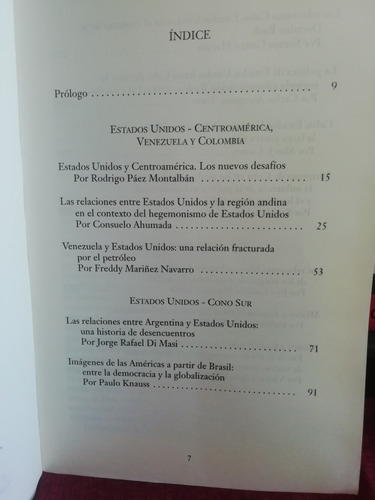 ÍNDICE
Prólogo ........................................ 9
ESTADOS UNIDOS - CENTROAMÉRICA,
VENEZUELA Y COLOMBIA
Estados Unidos y Centroamérica. Los nuevos desafíos
Por Rodrigo Páez Montalbán .................... 15
Las relaciones entre Estados Unidos y la región andina
en el contexto del hegemonismo de Estados Unidos
Por Consuelo Ahumada .......................... 25
Venezuela y Estados Unidos: una relación fracturada
por el petróleo
Por Freddy Mariñez Navarro .................... 53
ESTADOS UNIDOS - CONO SUR
Las relaciones entre Argentina y Estados Unidos:
una historia de desencuentros
Por Jorge Rafael Di Masi ...................... 71
Imágenes de las Américas a partir de Brasil:
entre la democracia y la globalización
Por Paulo Knauss .............................. 91
7